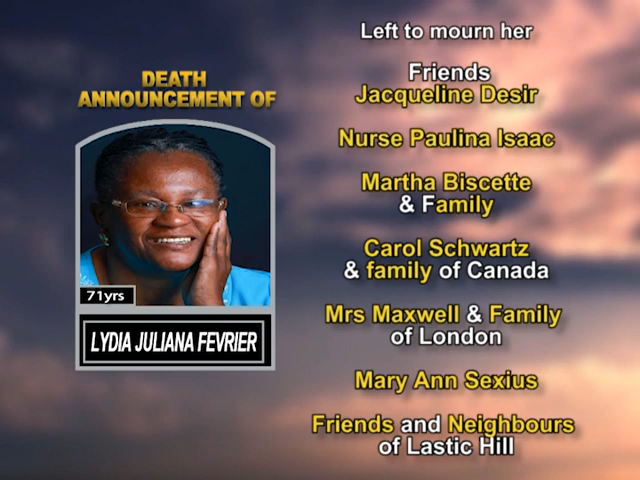 DEATH
ANNOUNCEMENT OF
71yrs
LYDIA JULIANA FEVRIER
Left to mourn her
Friends
Jacqueline Desir
Nurse Paulina Isaac
Martha Biscette
& Family
Carol Schwartz
& family of Canada
Mrs Maxwell & Family
of London
Mary Ann Sexius
Friends and Neighbours
of Lastic Hill